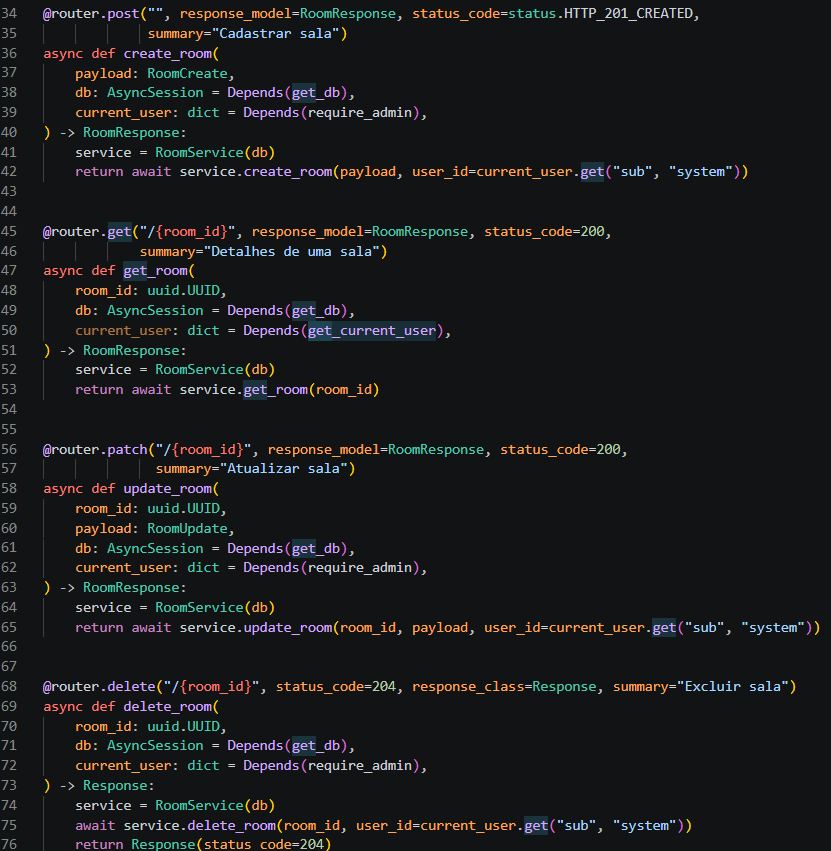 34 @router.post("", response_model=RoomResponse, status_code=status.HTTP_201_CREATED,
35              summary="Cadastrar sala")
36 async def create_room(
37     payload: RoomCreate,
38     db: AsyncSession = Depends(get_db),
39     current_user: dict = Depends(require_admin),
40 ) -> RoomResponse:
41     service = RoomService(db)
42     return await service.create_room(payload, user_id=current_user.get("sub", "system"))
43
44
45 @router.get("/{room_id}", response_model=RoomResponse, status_code=200,
46             summary="Detalhes de uma sala")
47 async def get_room(
48     room_id: uuid.UUID,
49     db: AsyncSession = Depends(get_db),
50     current_user: dict = Depends(get_current_user),
51 ) -> RoomResponse:
52     service = RoomService(db)
53     return await service.get_room(room_id)
54
55
56 @router.patch("/{room_id}", response_model=RoomResponse, status_code=200,
57               summary="Atualizar sala")
58 async def update_room(
59     room_id: uuid.UUID,
60     payload: RoomUpdate,
61     db: AsyncSession = Depends(get_db),
62     current_user: dict = Depends(require_admin),
63 ) -> RoomResponse:
64     service = RoomService(db)
65     return await service.update_room(room_id, payload, user_id=current_user.get("sub", "system"))
66
67
68 @router.delete("/{room_id}", status_code=204, response_class=Response, summary="Excluir sala")
69 async def delete_room(
70     room_id: uuid.UUID,
71     db: AsyncSession = Depends(get_db),
72     current_user: dict = Depends(require_admin),
73 ) -> Response:
74     service = RoomService(db)
75     await service.delete_room(room_id, user_id=current_user.get("sub", "system"))
76     return Response(status_code=204)